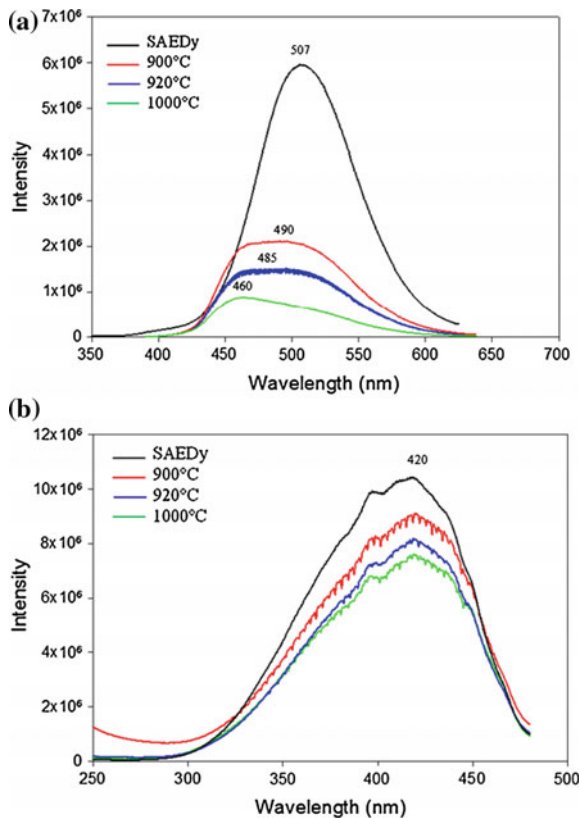 (a)
7x10⁶
6x10⁶
5x10⁶
4x10⁶
3x10⁶
2x10⁶
1x10⁶
0
Intensity
SAEDy
900°C
920°C
1000°C
507
490
485
460
350 400 450 500 550 600 650 700
Wavelength (nm)
(b)
12x10⁶
10x10⁶
8x10⁶
6x10⁶
4x10⁶
2x10⁶
0
Intensity
SAEDy
900°C
920°C
1000°C
420
250 300 350 400 450 500 500
Wavelength (nm)